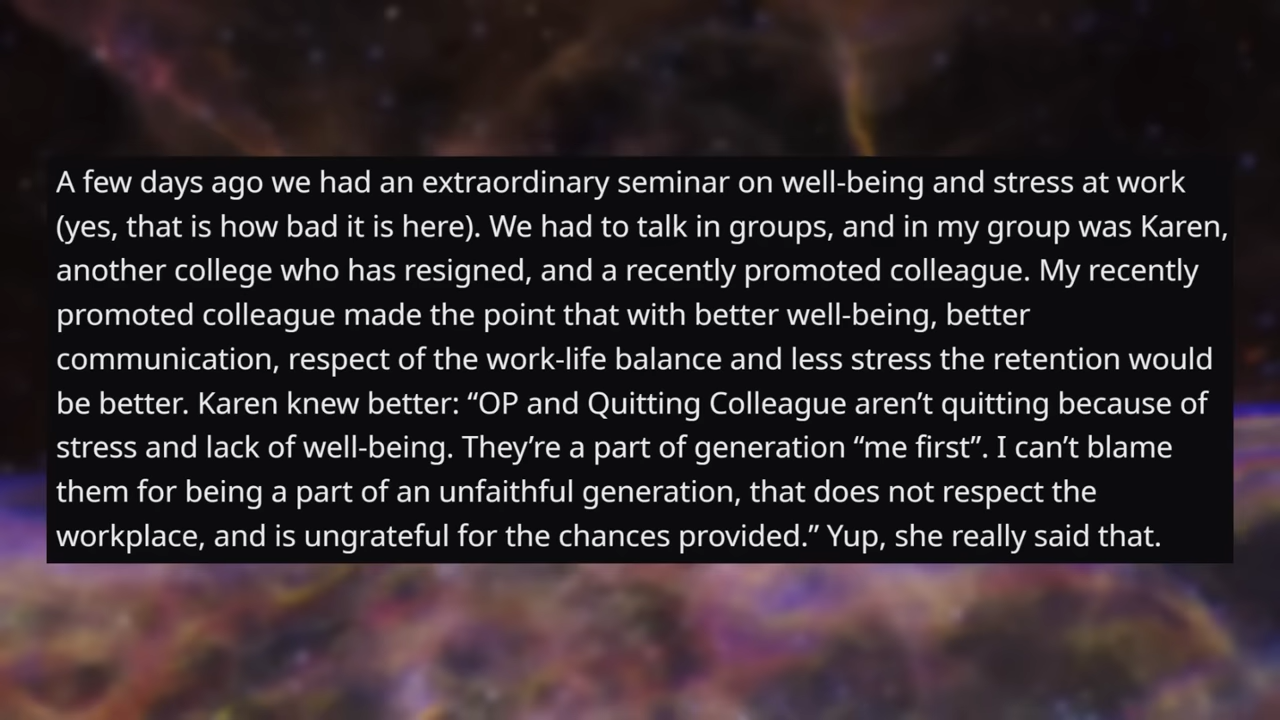 A few days ago we had an extraordinary seminar on well-being and stress at work
(yes, that is how bad it is here). We had to talk in groups, and in my group was Karen,
another college who has resigned, and a recently promoted colleague. My recently
promoted colleague made the point that with better well-being, better
communication, respect of the work-life balance and less stress the retention would
be better. Karen knew better: “OP and Quitting Colleague aren’t quitting because of
stress and lack of well-being. They’re a part of generation “me first”. I can’t blame
them for being a part of an unfaithful generation, that does not respect the
workplace, and is ungrateful for the chances provided.” Yup, she really said that.